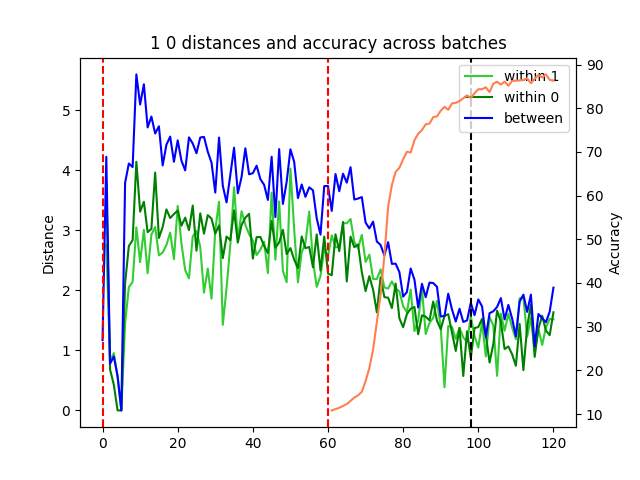 1 0 distances and accuracy across batches
within 1
within 0
between
Distance
Accuracy
5
4
3
2
1
0
90
80
70
60
50
40
30
20
10
0 20 40 60 80 100 120